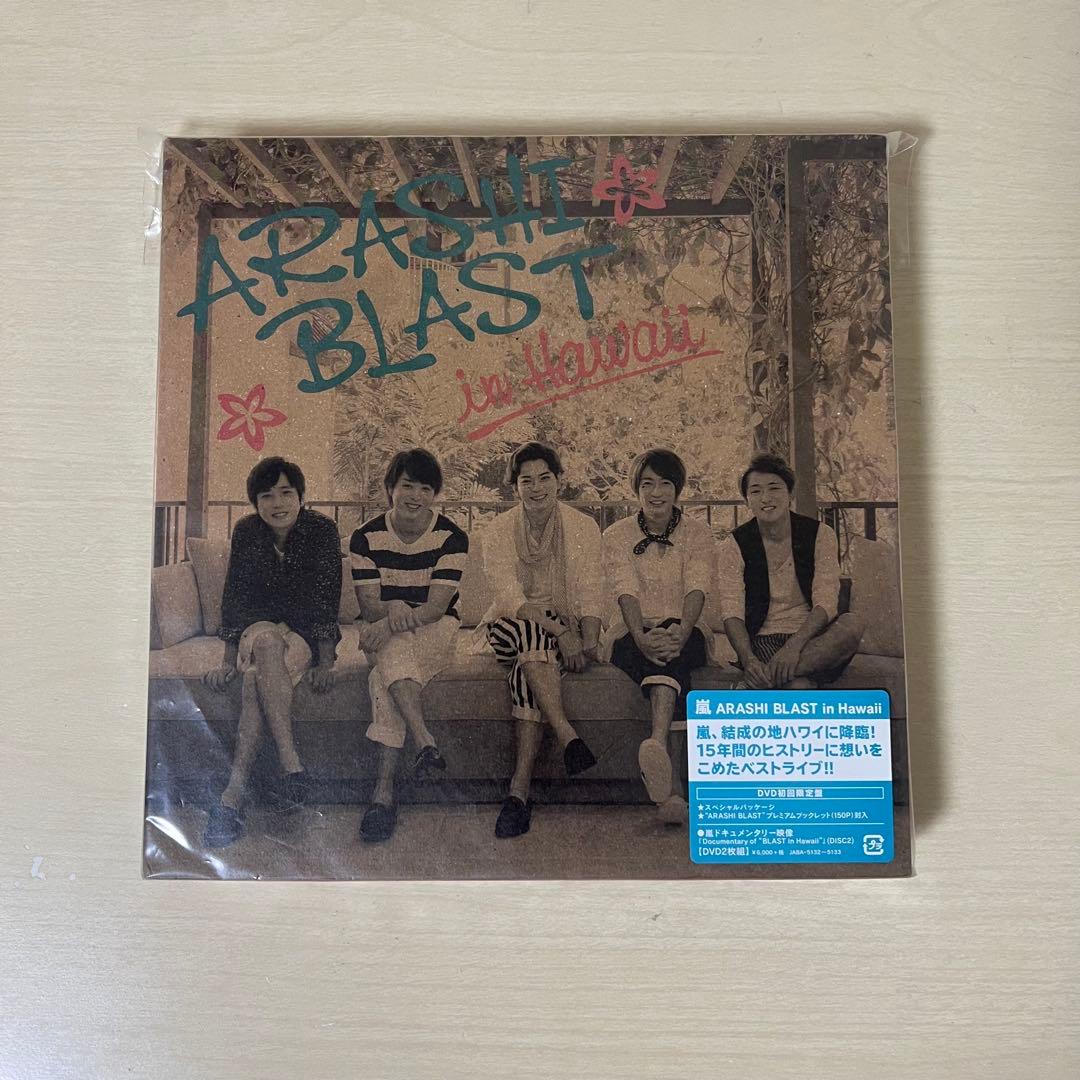 ARASHI
BLAST
in Hawaii
嵐 ARASHI BLAST in Hawaii
嵐、結成の地ハワイに降臨!
15年間のヒストリーに想いを
こめたベストライブ!!
DVD初回限定盤
★スペシャルパッケージ
★"ARASHI BLAST"プレミアムブックレット(150P)封入
●嵐ドキュメンタリー映像
「Documentary of "BLAST in Hawaii"」(DISC2)
【DVD2枚組】 ¥6,000+税 JABA-5132〜5133
プラ